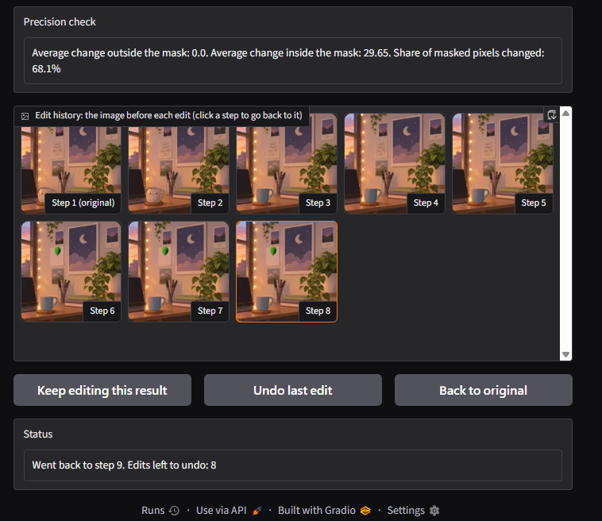 Precision check
Average change outside the mask: 0.0. Average change inside the mask: 29.65. Share of masked pixels changed:
68.1%
Edit history: the image before each edit (click a step to go back to it)
Step 1 (original)
Step 2
Step 3
Step 4
Step 5
Step 6
Step 7
Step 8
Keep editing this result
Undo last edit
Back to original
Status
Went back to step 9. Edits left to undo: 8
Runs · Use via API · Built with Gradio · Settings